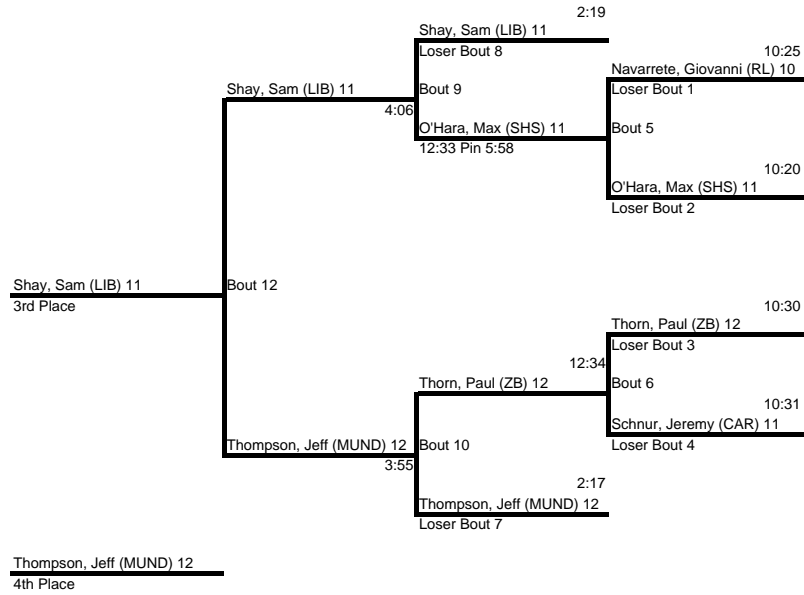 2:19
Shay, Sam (LIB) 11
Loser Bout 8
10:25
Navarrete, Giovanni (RL) 10
Loser Bout 1
Shay, Sam (LIB) 11
Bout 9
4:06
O'Hara, Max (SHS) 11
12:33 Pin 5:58
Bout 5
10:20
O'Hara, Max (SHS) 11
Loser Bout 2
Shay, Sam (LIB) 11
3rd Place
Bout 12
10:30
Thorn, Paul (ZB) 12
Loser Bout 3
12:34
Thorn, Paul (ZB) 12
Bout 6
10:31
Schnur, Jeremy (CAR) 11
Loser Bout 4
Thompson, Jeff (MUND) 12
Bout 10
3:55
2:17
Thompson, Jeff (MUND) 12
Loser Bout 7
Thompson, Jeff (MUND) 12
4th Place